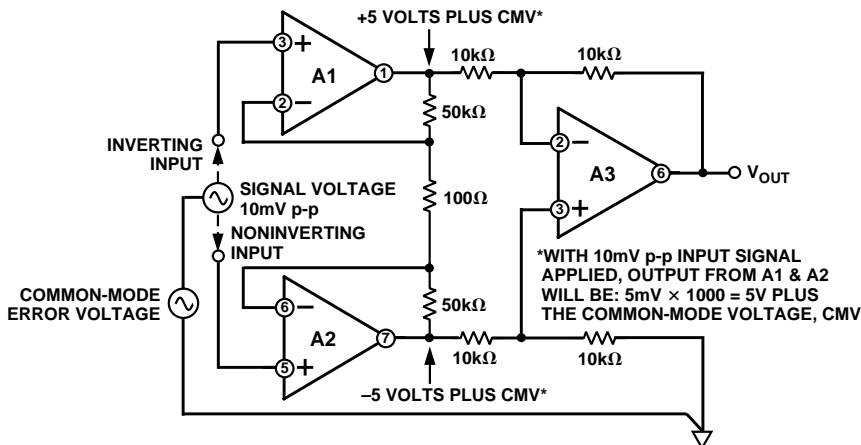 +5 VOLTS PLUS CMV*
10kΩ
10kΩ
3
+
A1
1
2
–
50kΩ
INVERTING
INPUT
2
–
A3
6
VOUT
3
+
SIGNAL VOLTAGE
10mV p-p
100Ω
NONINVERTING
INPUT
*WITH 10mV p-p INPUT SIGNAL
APPLIED, OUTPUT FROM A1 & A2
WILL BE: 5mV × 1000 = 5V PLUS
THE COMMON-MODE VOLTAGE, CMV
COMMON-MODE
ERROR VOLTAGE
6
–
A2
7
5
+
50kΩ
10kΩ
10kΩ
–5 VOLTS PLUS CMV*